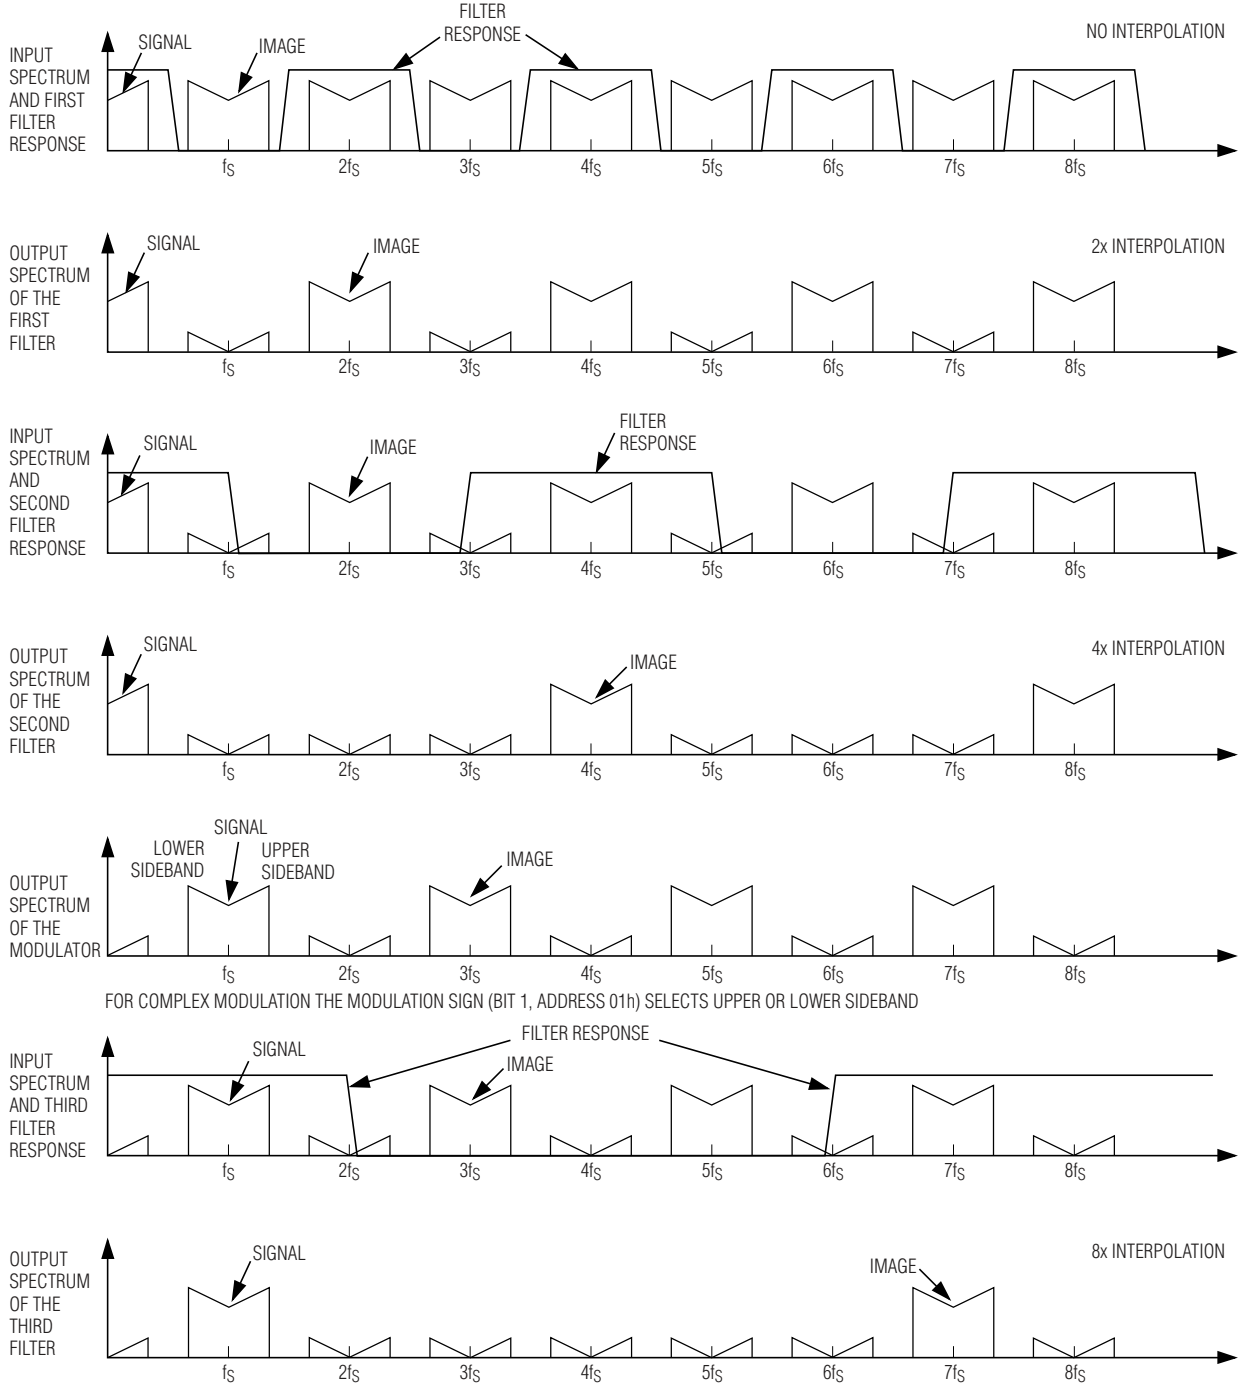 FILTER
RESPONSE
NO INTERPOLATION
SIGNAL
IMAGE
INPUT
SPECTRUM
AND FIRST
FILTER
RESPONSE
fS 2fS 3fS 4fS 5fS 6fS 7fS 8fS
SIGNAL
IMAGE
2x INTERPOLATION
OUTPUT
SPECTRUM
OF THE
FIRST
FILTER
fS 2fS 3fS 4fS 5fS 6fS 7fS 8fS
FILTER
RESPONSE
SIGNAL
IMAGE
INPUT
SPECTRUM
AND
SECOND
FILTER
RESPONSE
fS 2fS 3fS 4fS 5fS 6fS 7fS 8fS
SIGNAL
IMAGE
4x INTERPOLATION
OUTPUT
SPECTRUM
OF THE
SECOND
FILTER
fS 2fS 3fS 4fS 5fS 6fS 7fS 8fS
SIGNAL
LOWER
SIDEBAND
UPPER
SIDEBAND
IMAGE
OUTPUT
SPECTRUM
OF THE
MODULATOR
fS 2fS 3fS 4fS 5fS 6fS 7fS 8fS
FOR COMPLEX MODULATION THE MODULATION SIGN (BIT 1, ADDRESS 01h) SELECTS UPPER OR LOWER SIDEBAND
FILTER RESPONSE
SIGNAL
IMAGE
INPUT
SPECTRUM
AND THIRD
FILTER
RESPONSE
fS 2fS 3fS 4fS 5fS 6fS 7fS 8fS
SIGNAL
IMAGE
8x INTERPOLATION
OUTPUT
SPECTRUM
OF THE
THIRD
FILTER
fS 2fS 3fS 4fS 5fS 6fS 7fS 8fS